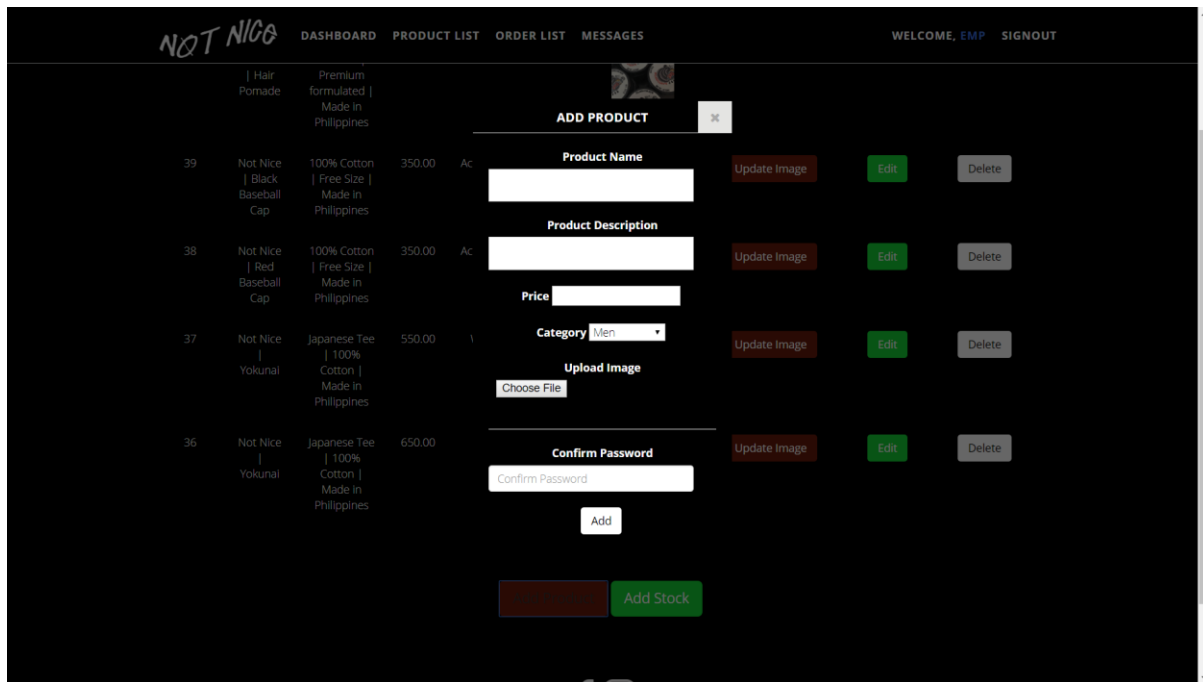 NOT NICE
DASHBOARD PRODUCT LIST ORDER LIST MESSAGES
WELCOME, EMP SIGNOUT
| Hair
Pomade
Premium
formulated |
Made in
Philippines
ADD PRODUCT
×
39
Not Nice
| Black
Baseball
Cap
100% Cotton
| Free Size |
Made in
Philippines
350.00
Ac
Update Image
Edit
Delete
38
Not Nice
| Red
Baseball
Cap
100% Cotton
| Free Size |
Made in
Philippines
350.00
Ac
Update Image
Edit
Delete
37
Not Nice
|
Yokunai
Japanese Tee
| 100%
Cotton |
Made in
Philippines
550.00
Update Image
Edit
Delete
36
Not Nice
|
Yokunai
Japanese Tee
| 100%
Cotton |
Made in
Philippines
650.00
Update Image
Edit
Delete
Product Name
Product Description
Price
Category Men
Upload Image
Choose File
Confirm Password
Confirm Password
Add
Add Stock